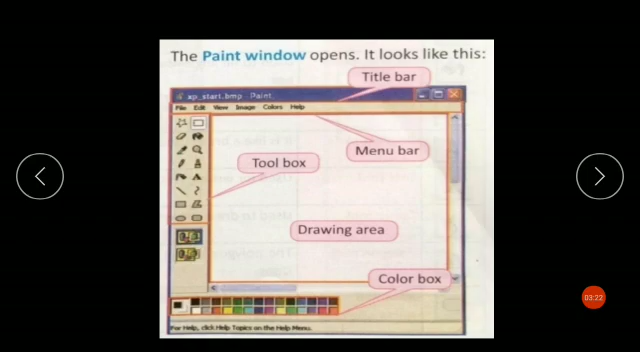 The Paint window opens. It looks like this:
Title bar
ap_start.bmp - Paint
File Edit View Image Colors Help
Menu bar
Tool box
Drawing area
Color box
For Help, click Help Topics on the Help Menu.
03:22